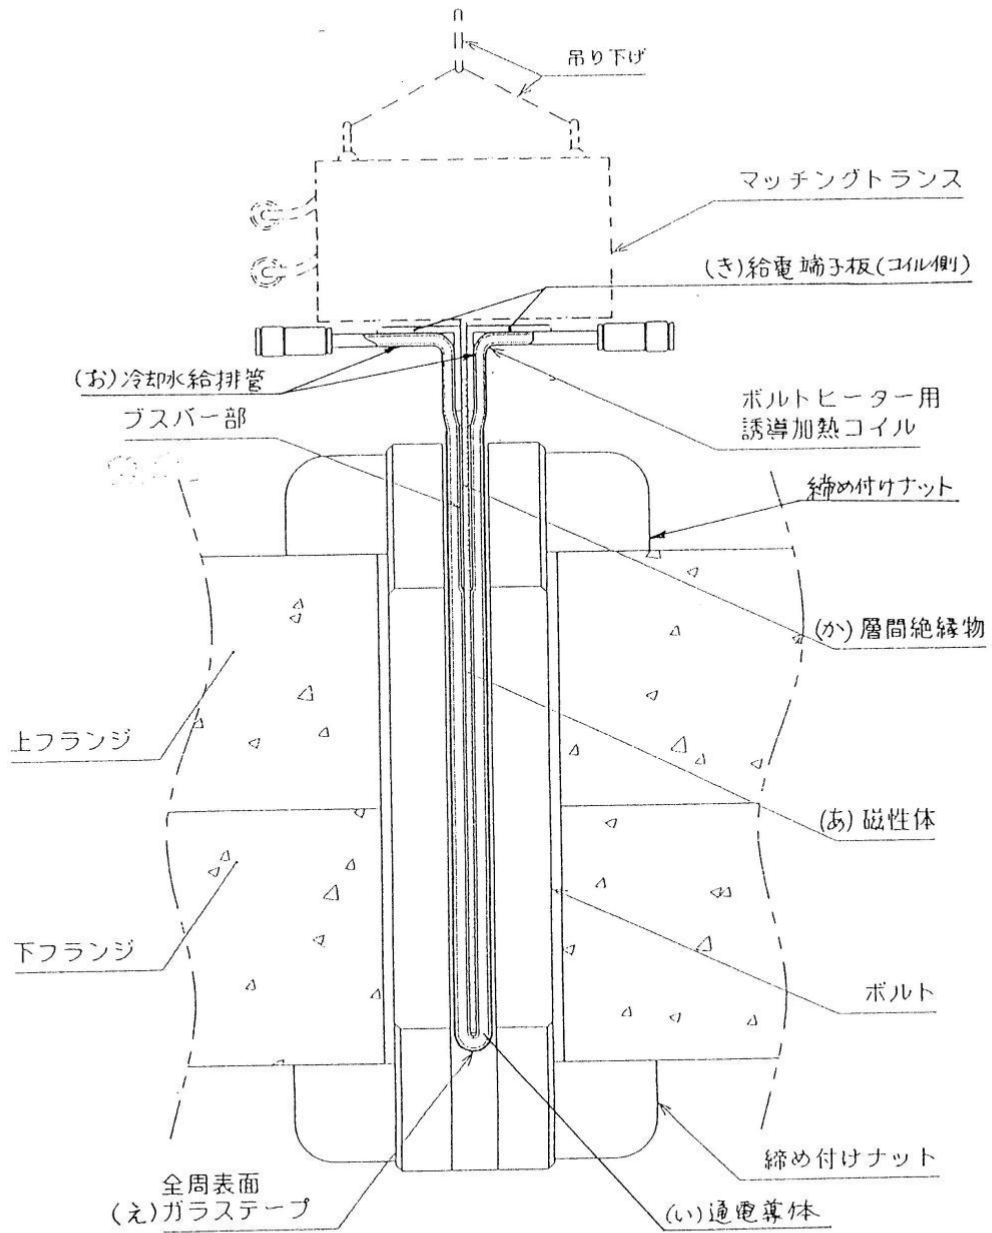 吊り下げ
マッチングトランス
(き)給電端子板(コイル側)
(お)冷却水給排管
ブスバー部
ボルトヒーター用
誘導加熱コイル
締め付けナット
(か)層間絶縁物
上フランジ
(あ)磁性体
下フランジ
ボルト
締め付けナット
全周表面
(え)ガラステープ
(い)通電導体